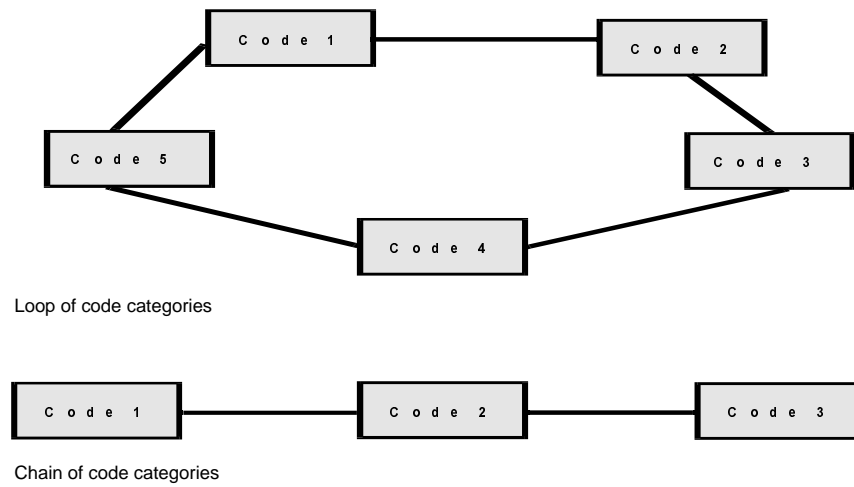 Code 1
Code 2
Code 5
Code 3
Code 4
Loop of code categories
Code 1
Code 2
Code 3
Chain of code categories